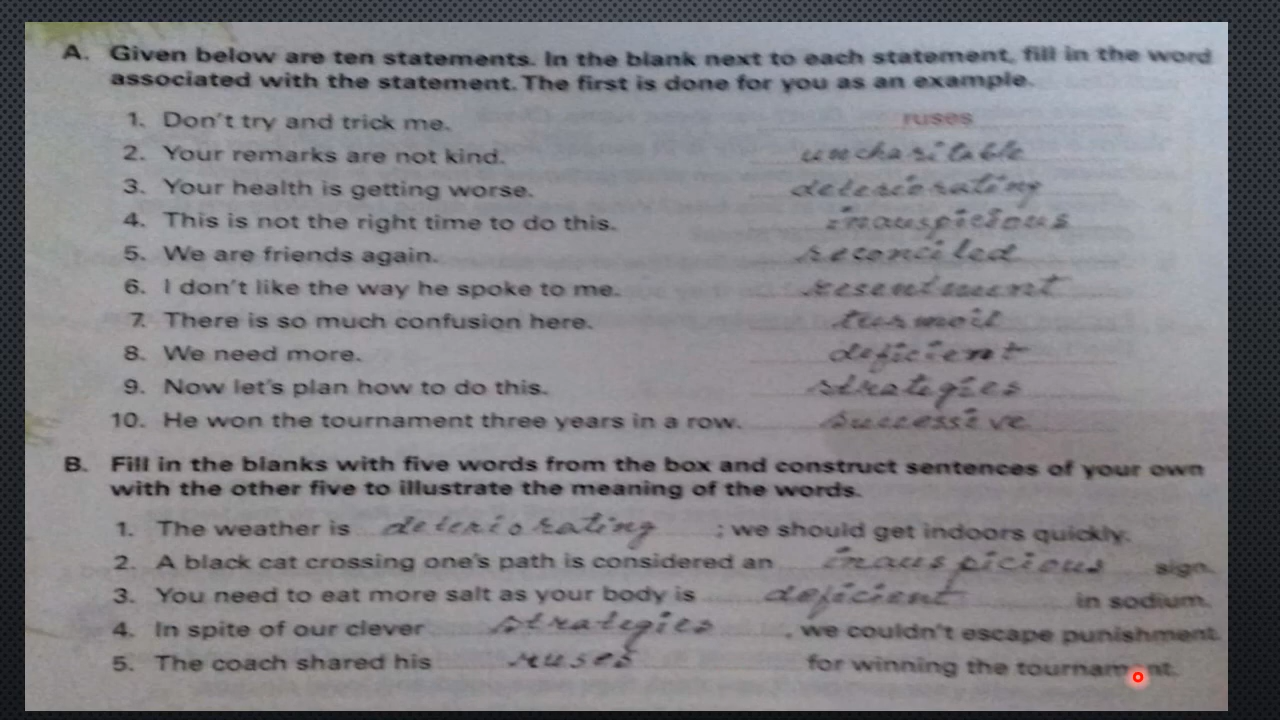 A. Given below are ten statements. In the blank next to each statement, fill in the word
associated with the statement. The first is done for you as an example.
1. Don't try and trick me. ruses
2. Your remarks are not kind. uncharitable
3. Your health is getting worse. deteriorating
4. This is not the right time to do this. inauspicious
5. We are friends again. reconciled
6. I don't like the way he spoke to me. resentment
7. There is so much confusion here. turmoil
8. We need more. deficient
9. Now let's plan how to do this. strategies
10. He won the tournament three years in a row. successive
B. Fill in the blanks with five words from the box and construct sentences of your own
with the other five to illustrate the meaning of the words.
1. The weather is deteriorating ; we should get indoors quickly.
2. A black cat crossing one's path is considered an inauspicious sign.
3. You need to eat more salt as your body is deficient in sodium.
4. In spite of our clever strategies , we couldn't escape punishment.
5. The coach shared his ruses for winning the tournament.